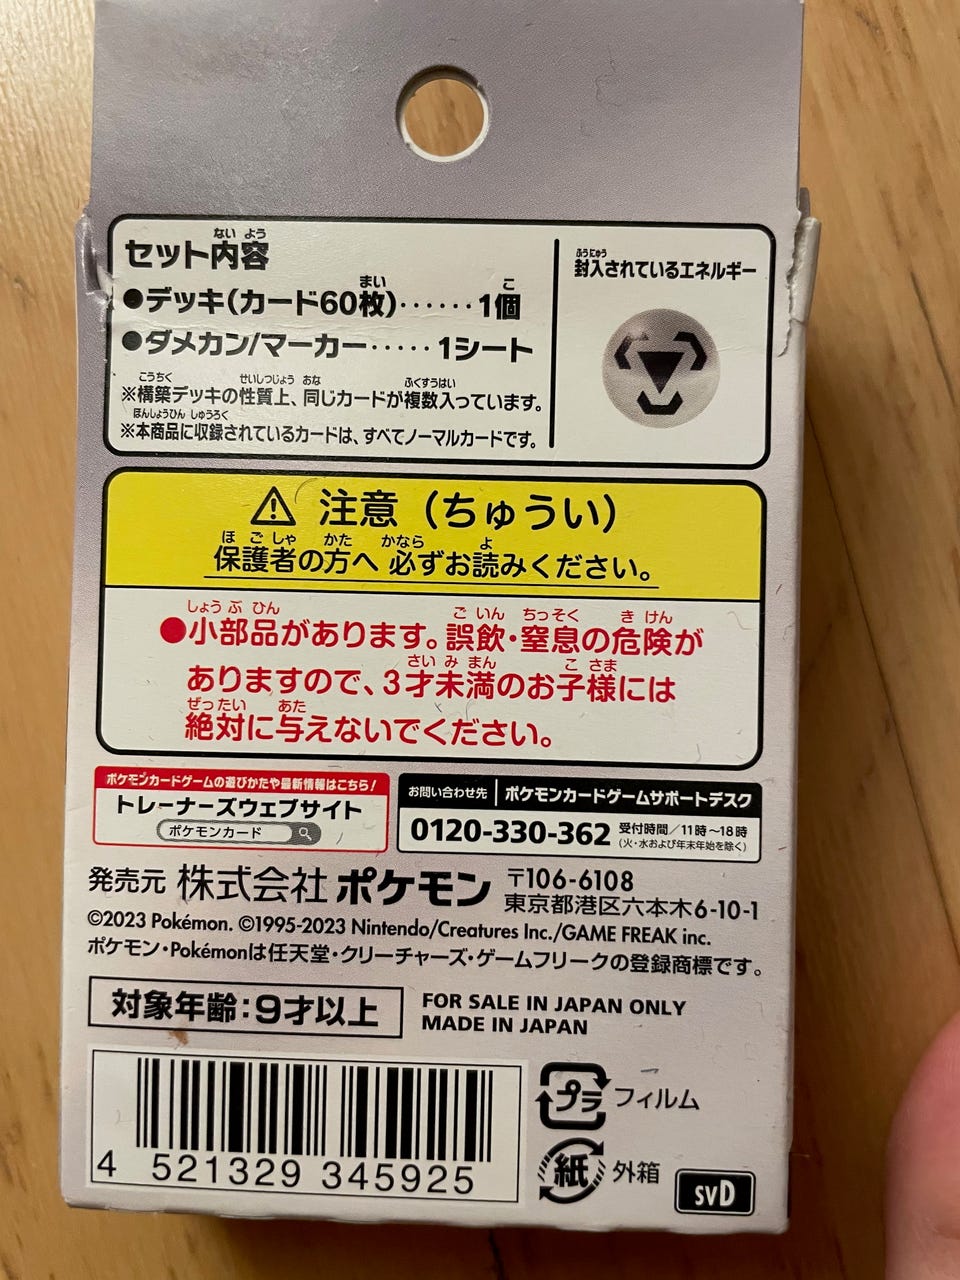 セット内容
ないよう
●デッキ(カード60枚)······1個
まい
こ
●ダメカン/マーカー·····1シート
※構築デッキの性質上、同じカードが複数入っています。
こうちく
せいしつじょう
おな
ふくすうはい
※本商品に収録されているカードは、すべてノーマルカードです。
ほんしょうひん
しゅうろく
封入されているエネルギー
ふうにゅう
⚠ 注意(ちゅうい)
保護者の方へ 必ずお読みください。
ほごしゃ
かた
かなら
よ
●小部品があります。誤飲・窒息の危険が
しょうぶひん
ごいん
ちっそく
きけん
ありますので、3才未満のお子様には
さいみまん
こさま
絶対に与えないでください。
ぜったい
あた
ポケモンカードゲームの遊びかたや最新情報はこちら!
トレーナーズウェブサイト
ポケモンカード
お問い合わせ先 | ポケモンカードゲームサポートデスク
0120-330-362 受付時間/11時~18時
(火・水および年末年始を除く)
発売元 株式会社 ポケモン
〒106-6108
東京都港区六本木6-10-1
©2023 Pokémon. ©1995-2023 Nintendo/Creatures Inc./GAME FREAK inc.
ポケモン・Pokémonは任天堂・クリーチャーズ・ゲームフリークの登録商標です。
対象年齢:9才以上
FOR SALE IN JAPAN ONLY
MADE IN JAPAN
4 521329 345925
プラ フィルム
紙 外箱
svD